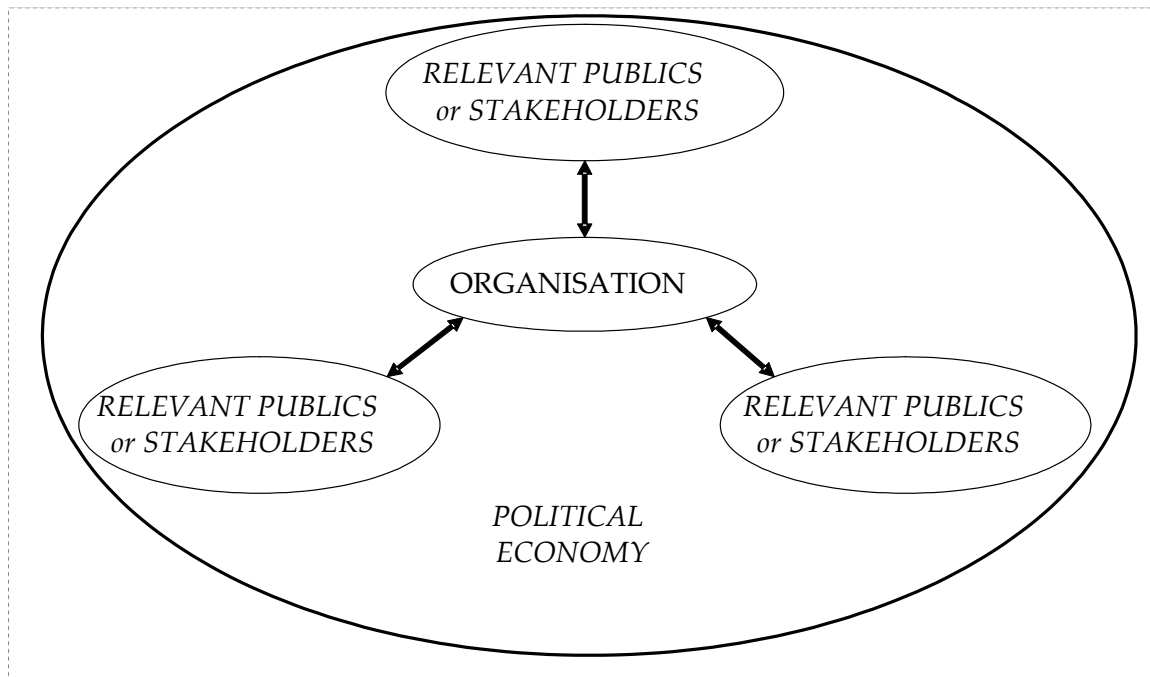 RELEVANT PUBLICS
or STAKEHOLDERS
ORGANISATION
RELEVANT PUBLICS
or STAKEHOLDERS
RELEVANT PUBLICS
or STAKEHOLDERS
POLITICAL
ECONOMY